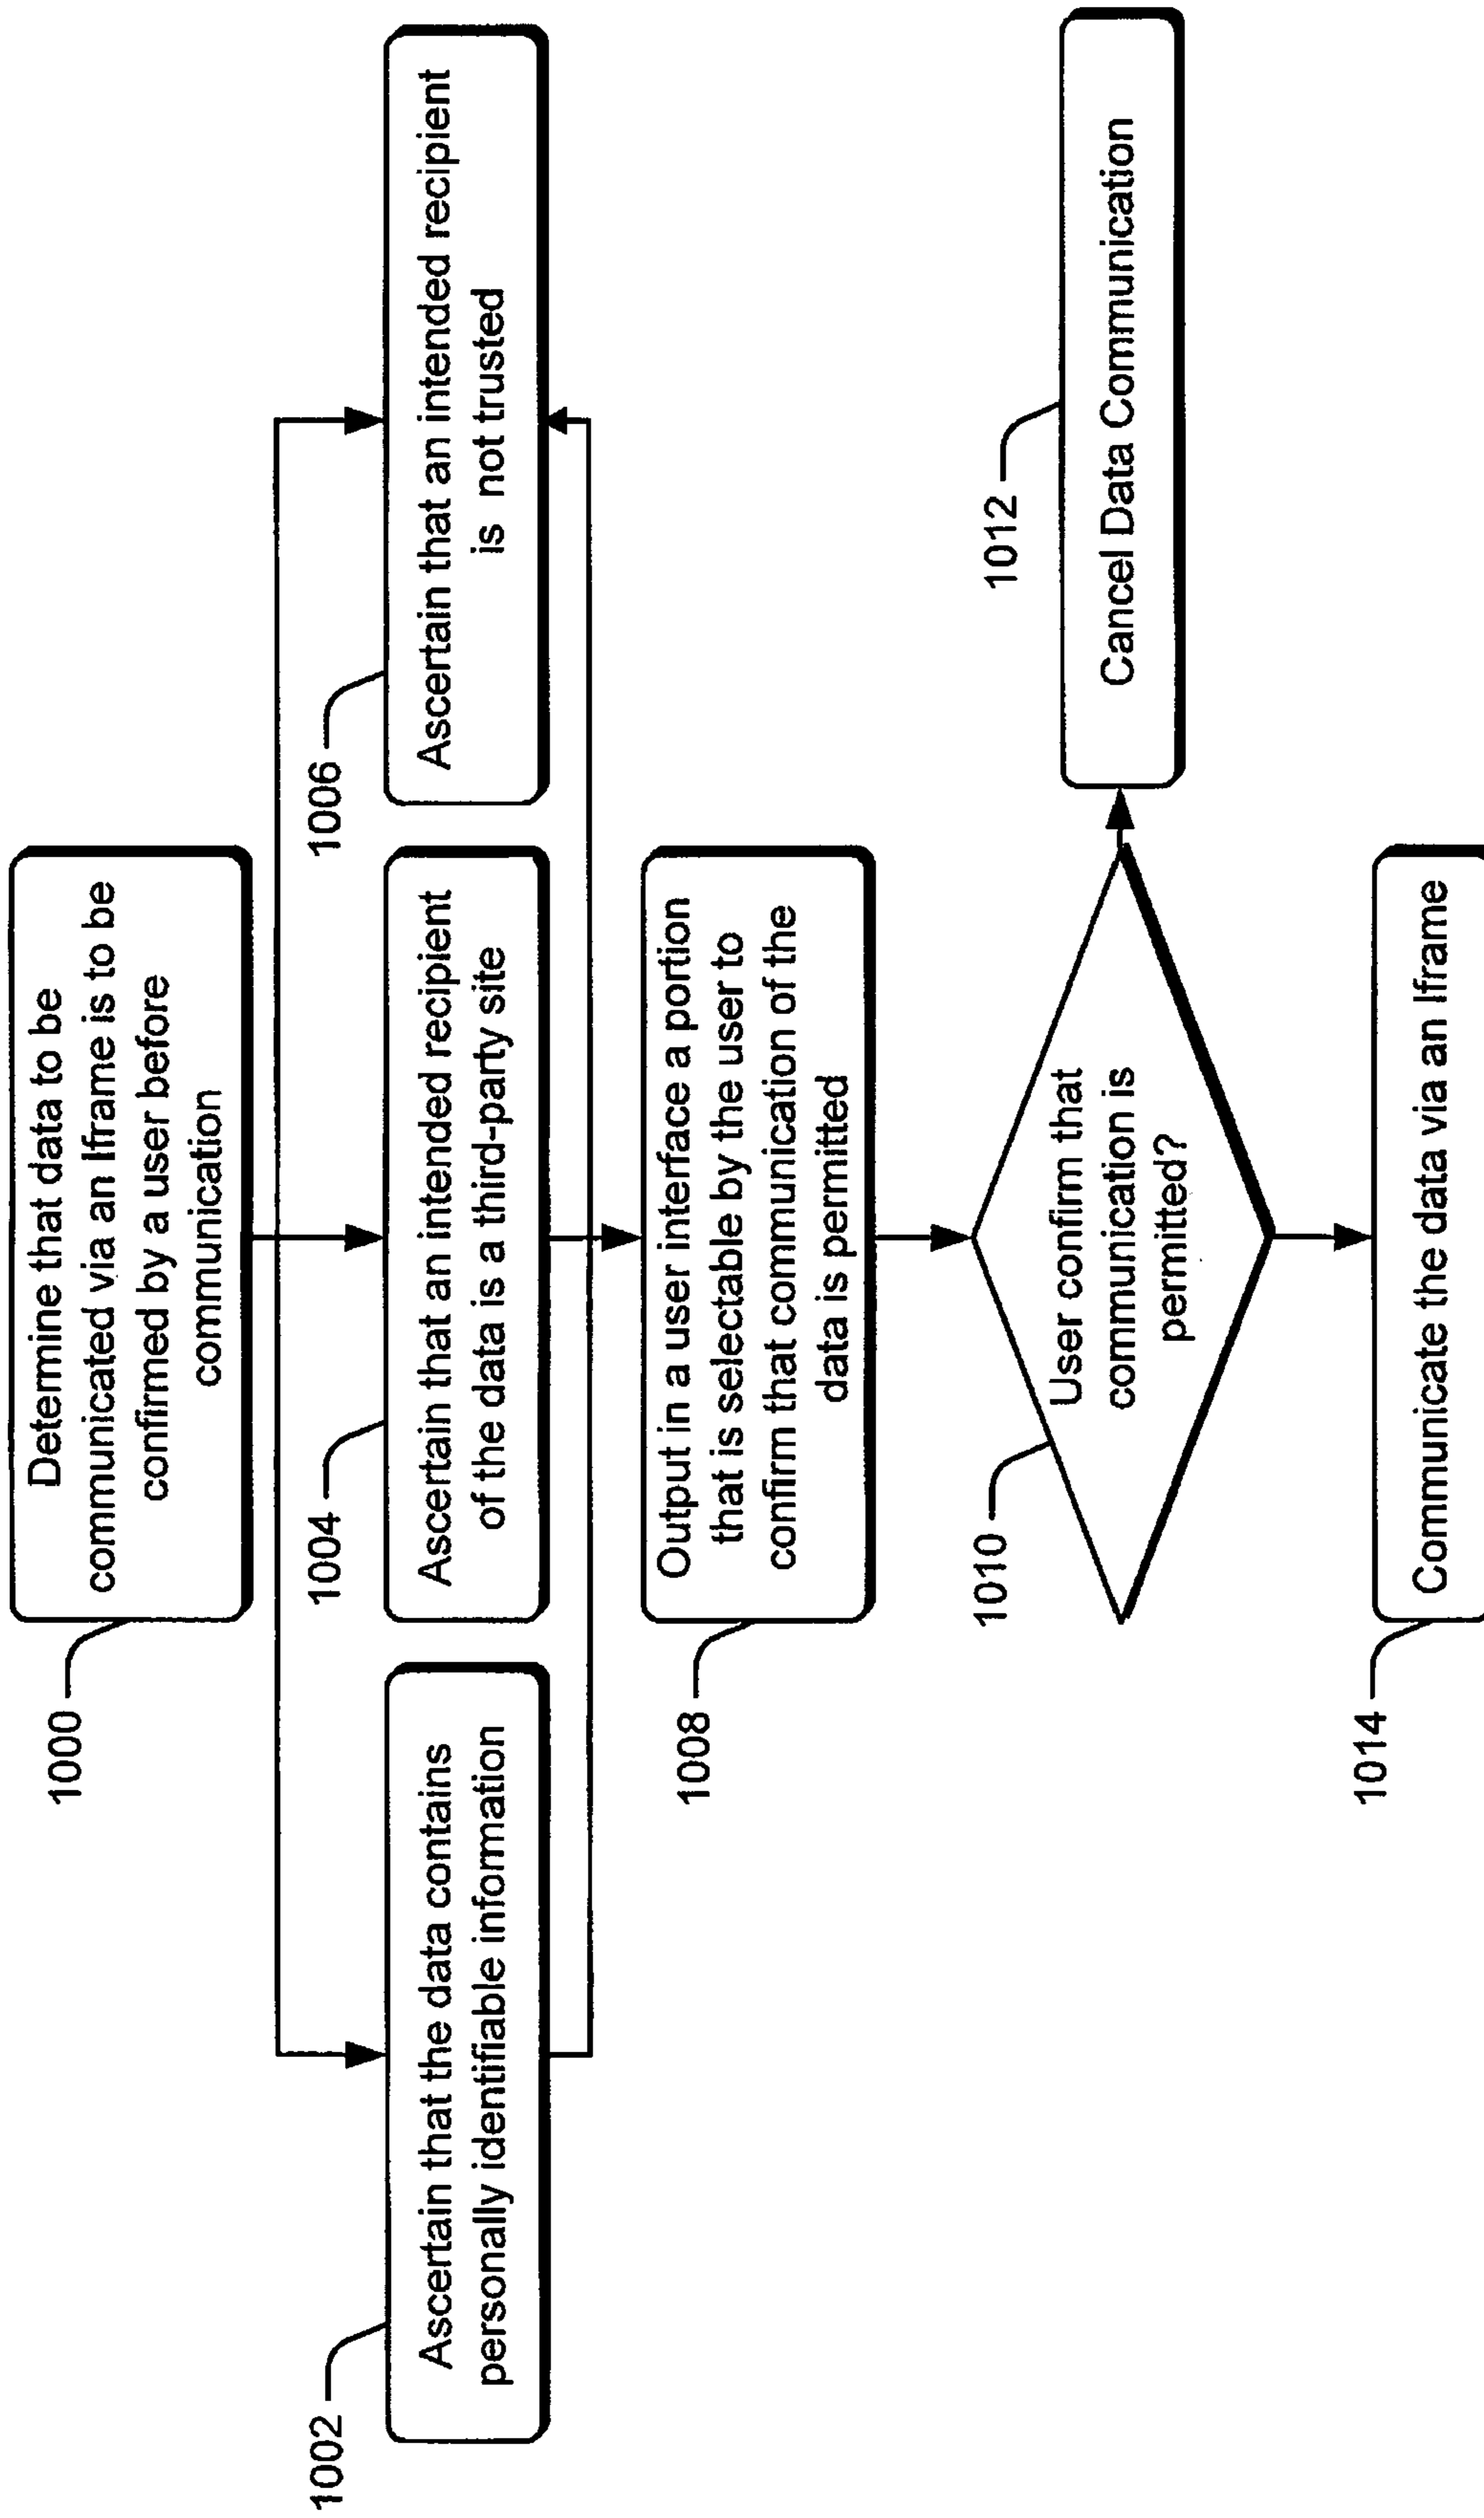 1000
Determine that data to be
communicated via an Iframe is to be
confirmed by a user before
communication
1002
Ascertain that the data contains
personally identifiable information
1004
Ascertain that an intended recipient
of the data is a third-party site
1006
Ascertain that an intended recipient
is not trusted
1008
Output in a user interface a portion
that is selectable by the user to
confirm that communication of the
data is permitted
1010
User confirm that
communication is
permitted?
1012
Cancel Data Communication
1014
Communicate the data via an Iframe